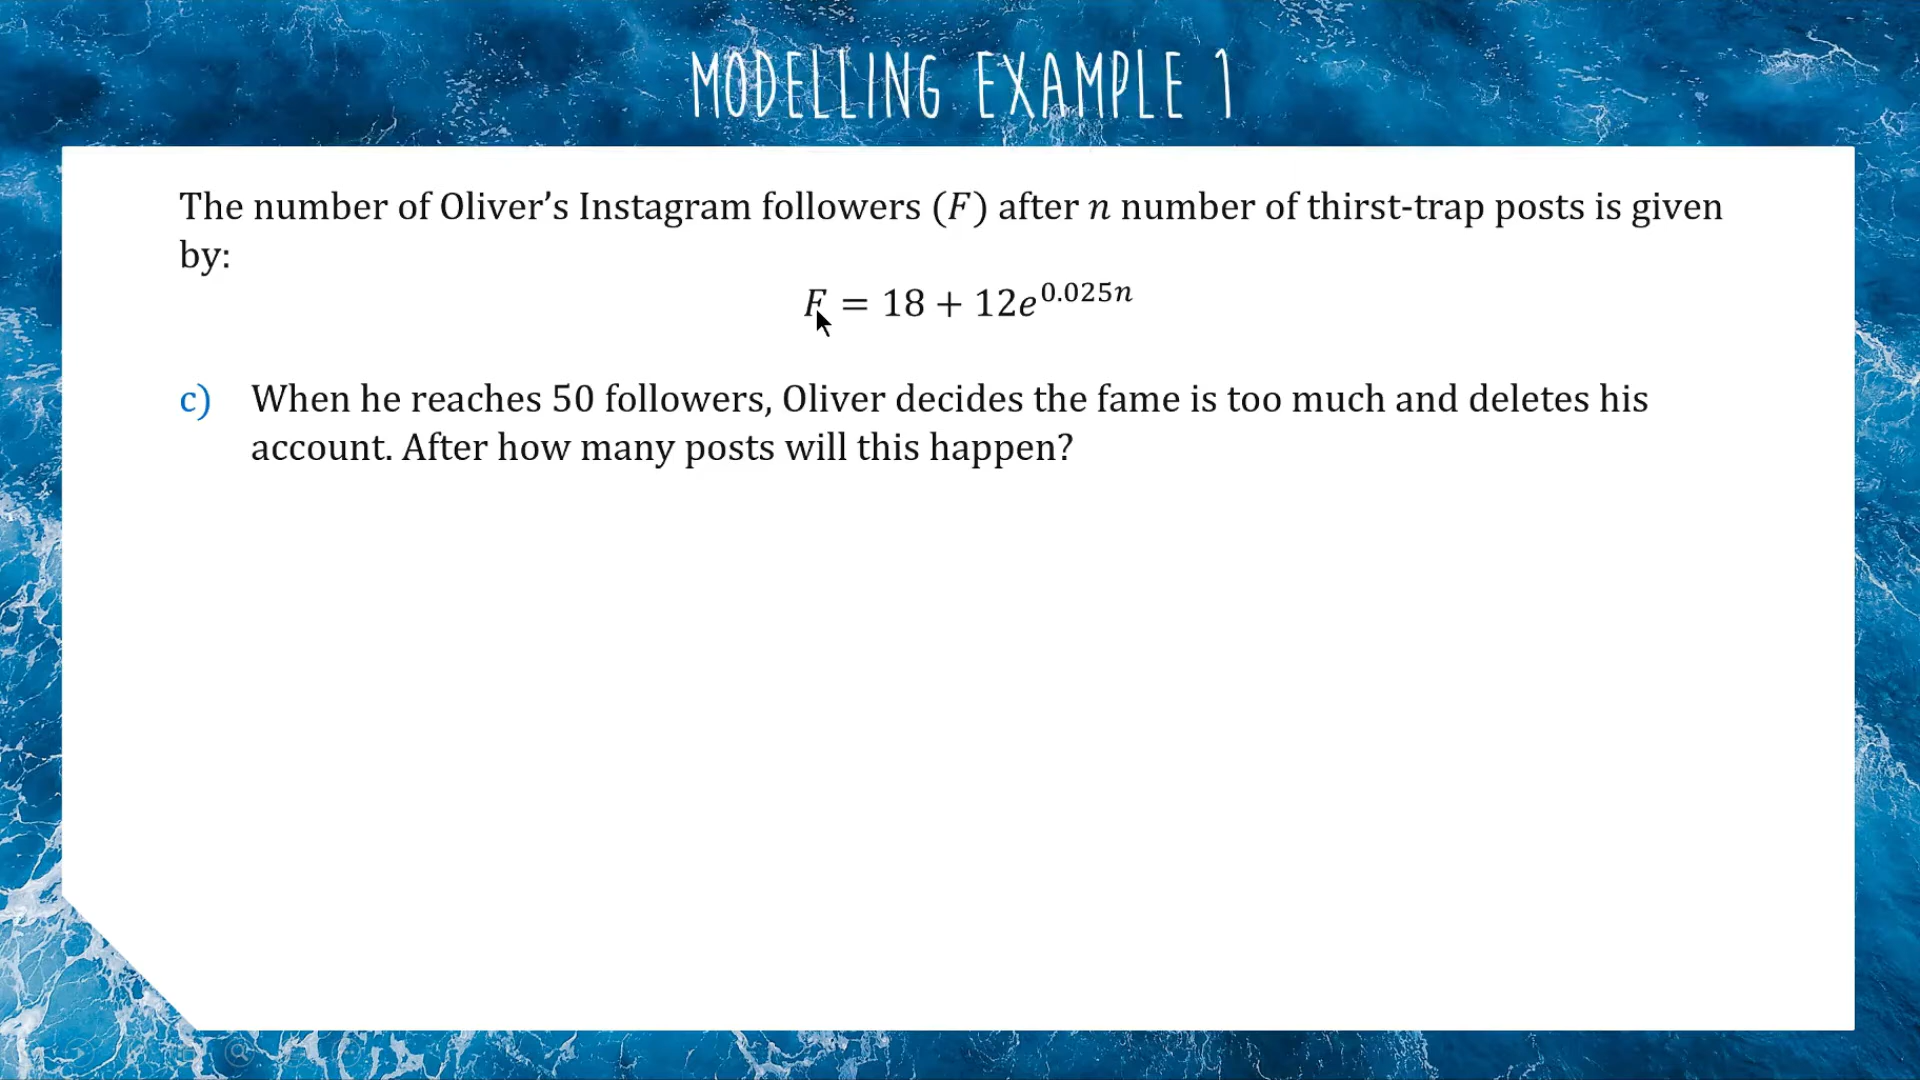 MODELLING EXAMPLE 1
The number of Oliver’s Instagram followers (F) after n number of thirst-trap posts is given
by:
F = 18 + 12e^{0.025n}
c) When he reaches 50 followers, Oliver decides the fame is too much and deletes his
account. After how many posts will this happen?